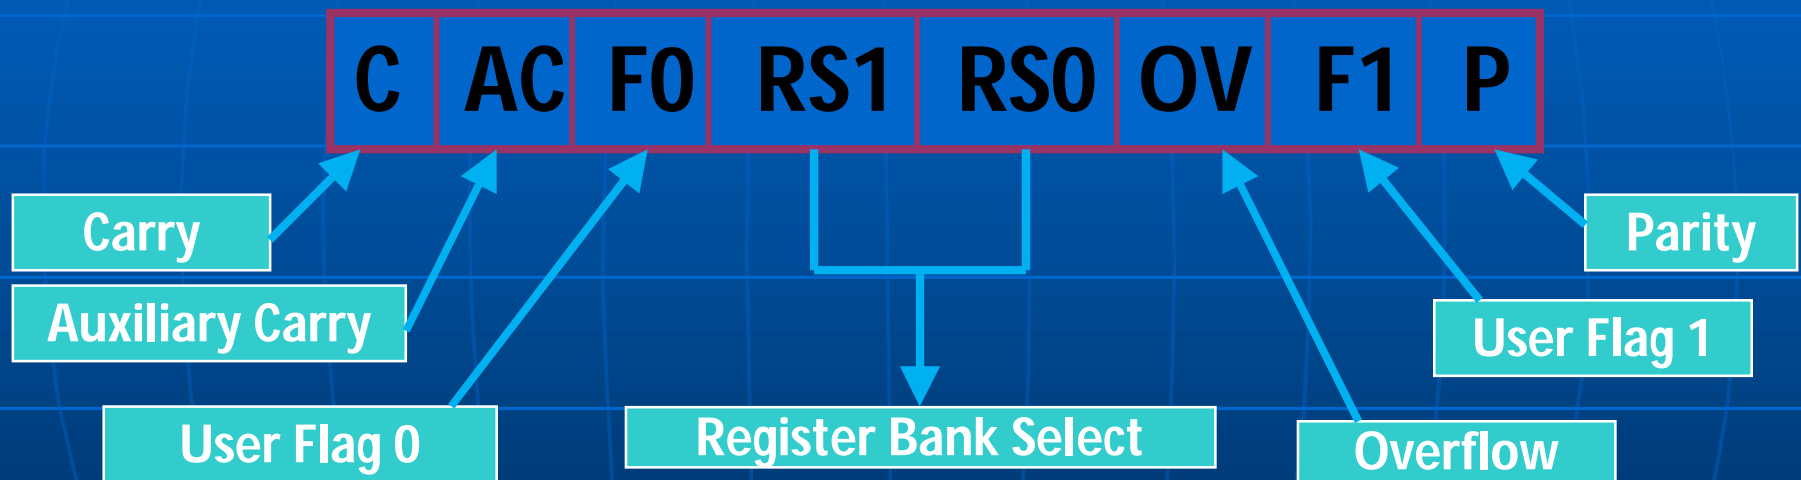 C AC F0 RS1 RS0 OV F1 P
Carry
Parity
Auxiliary Carry
User Flag 1
User Flag 0
Register Bank Select
Overflow